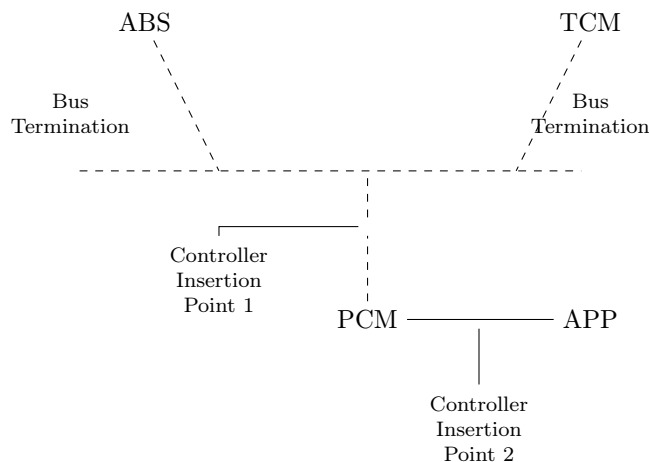 ABS
TCM
Bus
Termination
Bus
Termination
Controller
Insertion
Point 1
PCM
APP
Controller
Insertion
Point 2